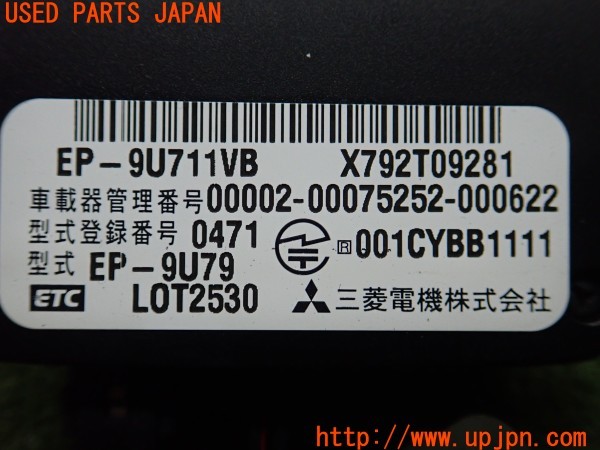 USED PARTS JAPAN
EP-9U711VB X792T09281
車載器管理番号00002-00075252-000622
型式登録番号 0471 R 001CYBB1111
型式 EP-9U79
ETC LOT2530 三菱電機株式会社
www.upjpn.com